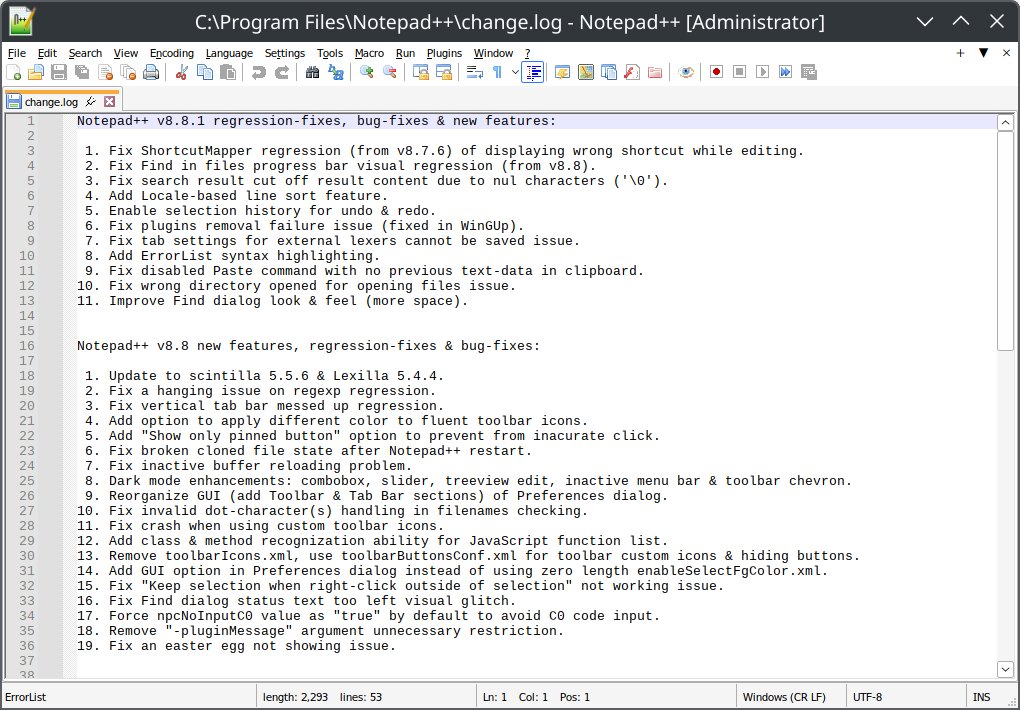 C:\Program Files\Notepad++\change.log - Notepad++ [Administrator]
File Edit Search View Encoding Language Settings Tools Macro Run Plugins Window ?
change.log
1 Notepad++ v8.8.1 regression-fixes, bug-fixes & new features:
2
3 1. Fix ShortcutMapper regression (from v8.7.6) of displaying wrong shortcut while editing.
4 2. Fix Find in files progress bar visual regression (from v8.8).
5 3. Fix search result cut off result content due to nul characters ('\0').
6 4. Add Locale-based line sort feature.
7 5. Enable selection history for undo & redo.
8 6. Fix plugins removal failure issue (fixed in WinGUp).
9 7. Fix tab settings for external lexers cannot be saved issue.
10 8. Add ErrorList syntax highlighting.
11 9. Fix disabled Paste command with no previous text-data in clipboard.
12 10. Fix wrong directory opened for opening files issue.
13 11. Improve Find dialog look & feel (more space).
14
15
16 Notepad++ v8.8 new features, regression-fixes & bug-fixes:
17
18 1. Update to scintilla 5.5.6 & Lexilla 5.4.4.
19 2. Fix a hanging issue on regexp regression.
20 3. Fix vertical tab bar messed up regression.
21 4. Add option to apply different color to fluent toolbar icons.
22 5. Add "Show only pinned button" option to prevent from inacurate click.
23 6. Fix broken cloned file state after Notepad++ restart.
24 7. Fix inactive buffer reloading problem.
25 8. Dark mode enhancements: combobox, slider, treeview edit, inactive menu bar & toolbar chevron.
26 9. Reorganize GUI (add Toolbar & Tab Bar sections) of Preferences dialog.
27 10. Fix invalid dot-character(s) handling in filenames checking.
28 11. Fix crash when using custom toolbar icons.
29 12. Add class & method recognization ability for JavaScript function list.
30 13. Remove toolbarIcons.xml, use toolbarButtonsConf.xml for toolbar custom icons & hiding buttons.
31 14. Add GUI option in Preferences dialog instead of using zero length enableSelectFgColor.xml.
32 15. Fix "Keep selection when right-click outside of selection" not working issue.
33 16. Fix Find dialog status text too left visual glitch.
34 17. Force npcNoInputC0 value as "true" by default to avoid C0 code input.
35 18. Remove "-pluginMessage" argument unnecessary restriction.
36 19. Fix an easter egg not showing issue.
37
38
ErrorList length: 2,293 lines: 53 Ln: 1 Col: 1 Pos: 1 Windows (CR LF) UTF-8 INS